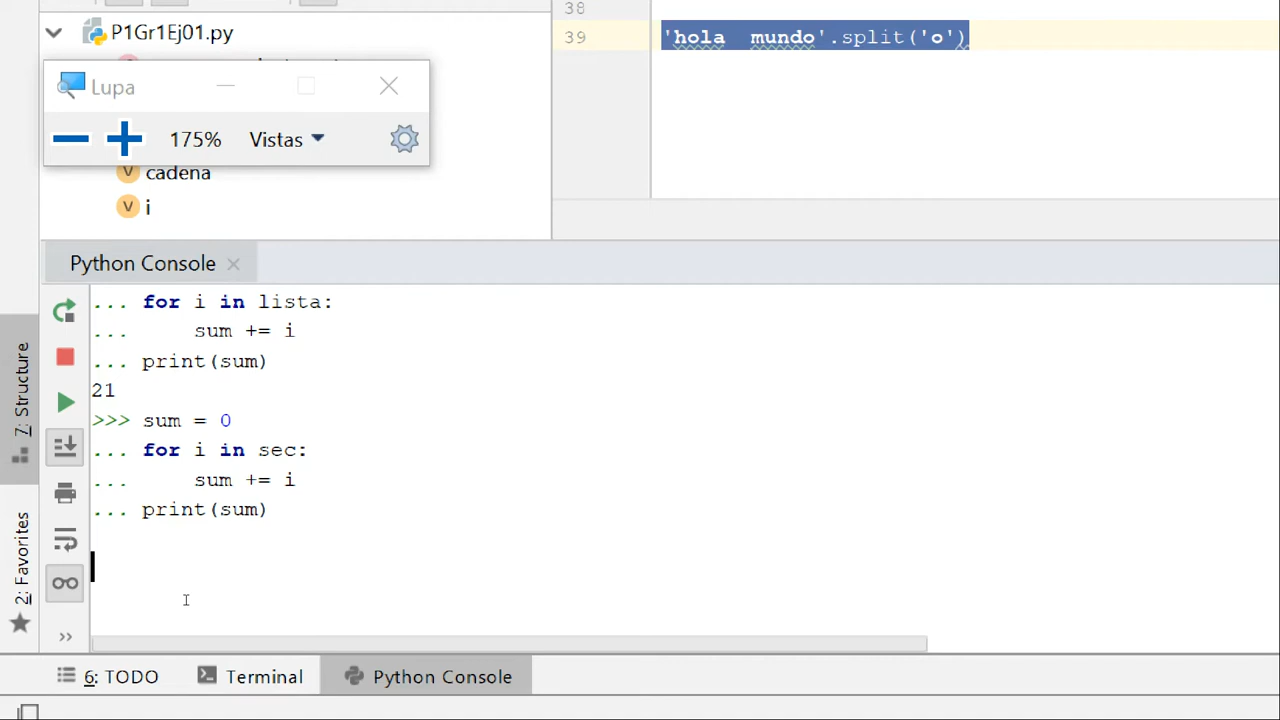 38
P1Gr1Ej01.py
39 'hola  mundo'.split('o')
Lupa
175% Vistas
v cadena
v i
Python Console
... for i in lista:
...     sum += i
... print(sum)
21
>>> sum = 0
... for i in sec:
...     sum += i
... print(sum)
7: Structure
2: Favorites
6: TODO Terminal Python Console